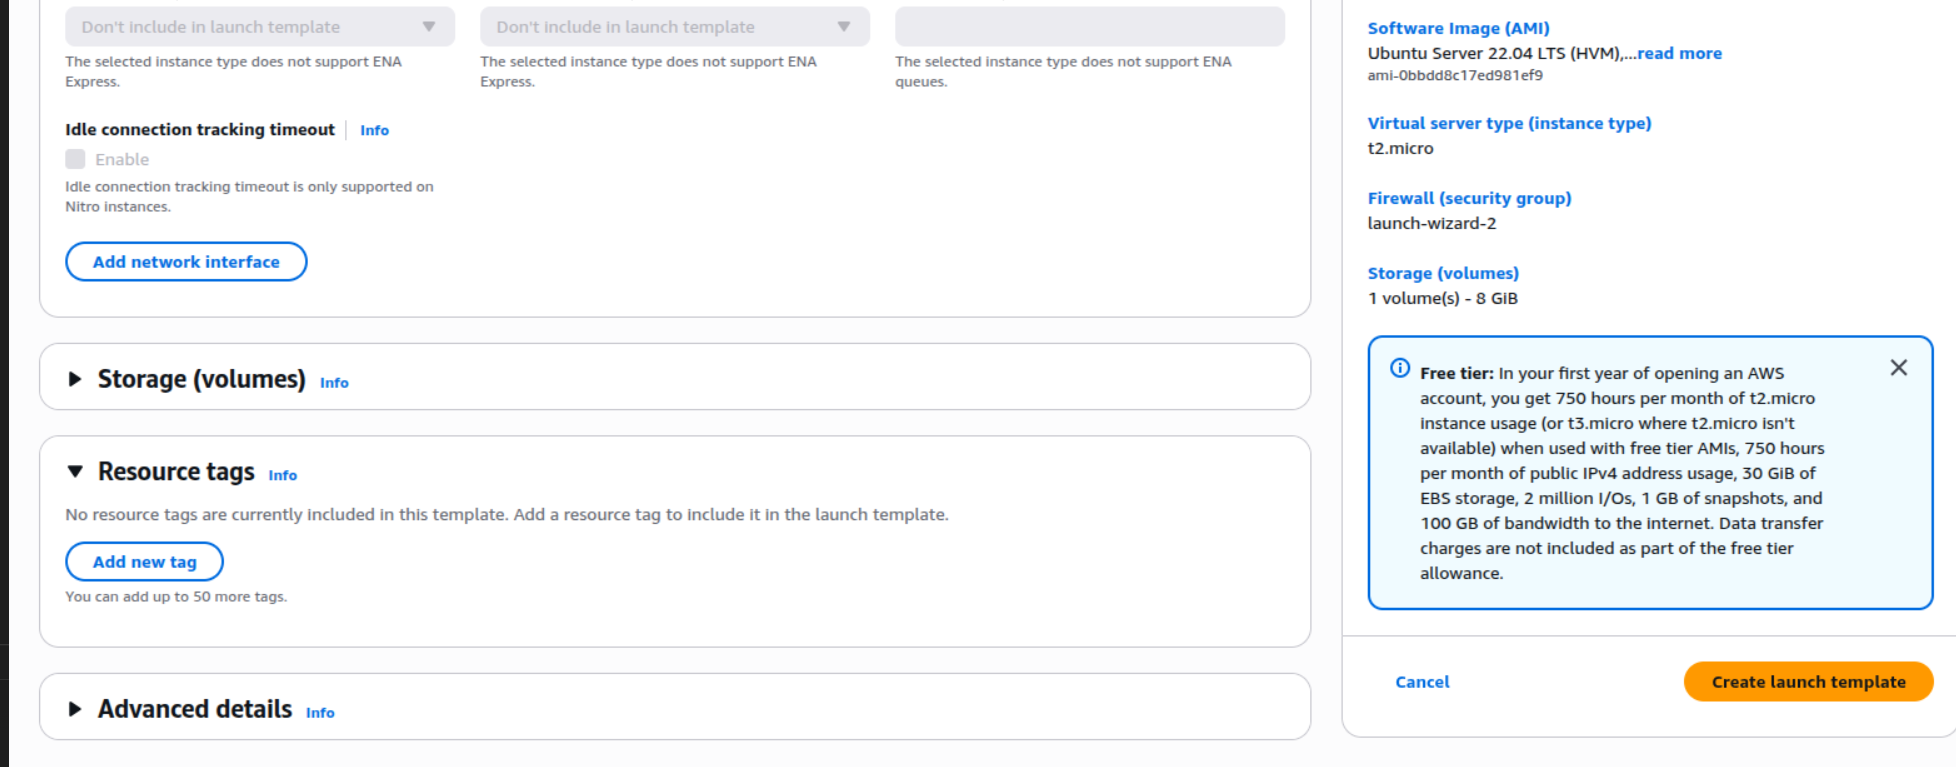 Don't include in launch template
Don't include in launch template
The selected instance type does not support ENA
Express.
The selected instance type does not support ENA
Express.
The selected instance type does not support ENA
queues.
Idle connection tracking timeout
Info
Enable
Idle connection tracking timeout is only supported on
Nitro instances.
Add network interface
Storage (volumes) Info
Resource tags Info
No resource tags are currently included in this template. Add a resource tag to include it in the launch template.
Add new tag
You can add up to 50 more tags.
Advanced details Info
Software Image (AMI)
Ubuntu Server 22.04 LTS (HVM),...read more
ami-0bbdd8c17ed981ef9
Virtual server type (instance type)
t2.micro
Firewall (security group)
launch-wizard-2
Storage (volumes)
1 volume(s) - 8 GiB
Free tier: In your first year of opening an AWS
account, you get 750 hours per month of t2.micro
instance usage (or t3.micro where t2.micro isn't
available) when used with free tier AMIs, 750 hours
per month of public IPv4 address usage, 30 GiB of
EBS storage, 2 million I/Os, 1 GB of snapshots, and
100 GB of bandwidth to the internet. Data transfer
charges are not included as part of the free tier
allowance.
Cancel
Create launch template